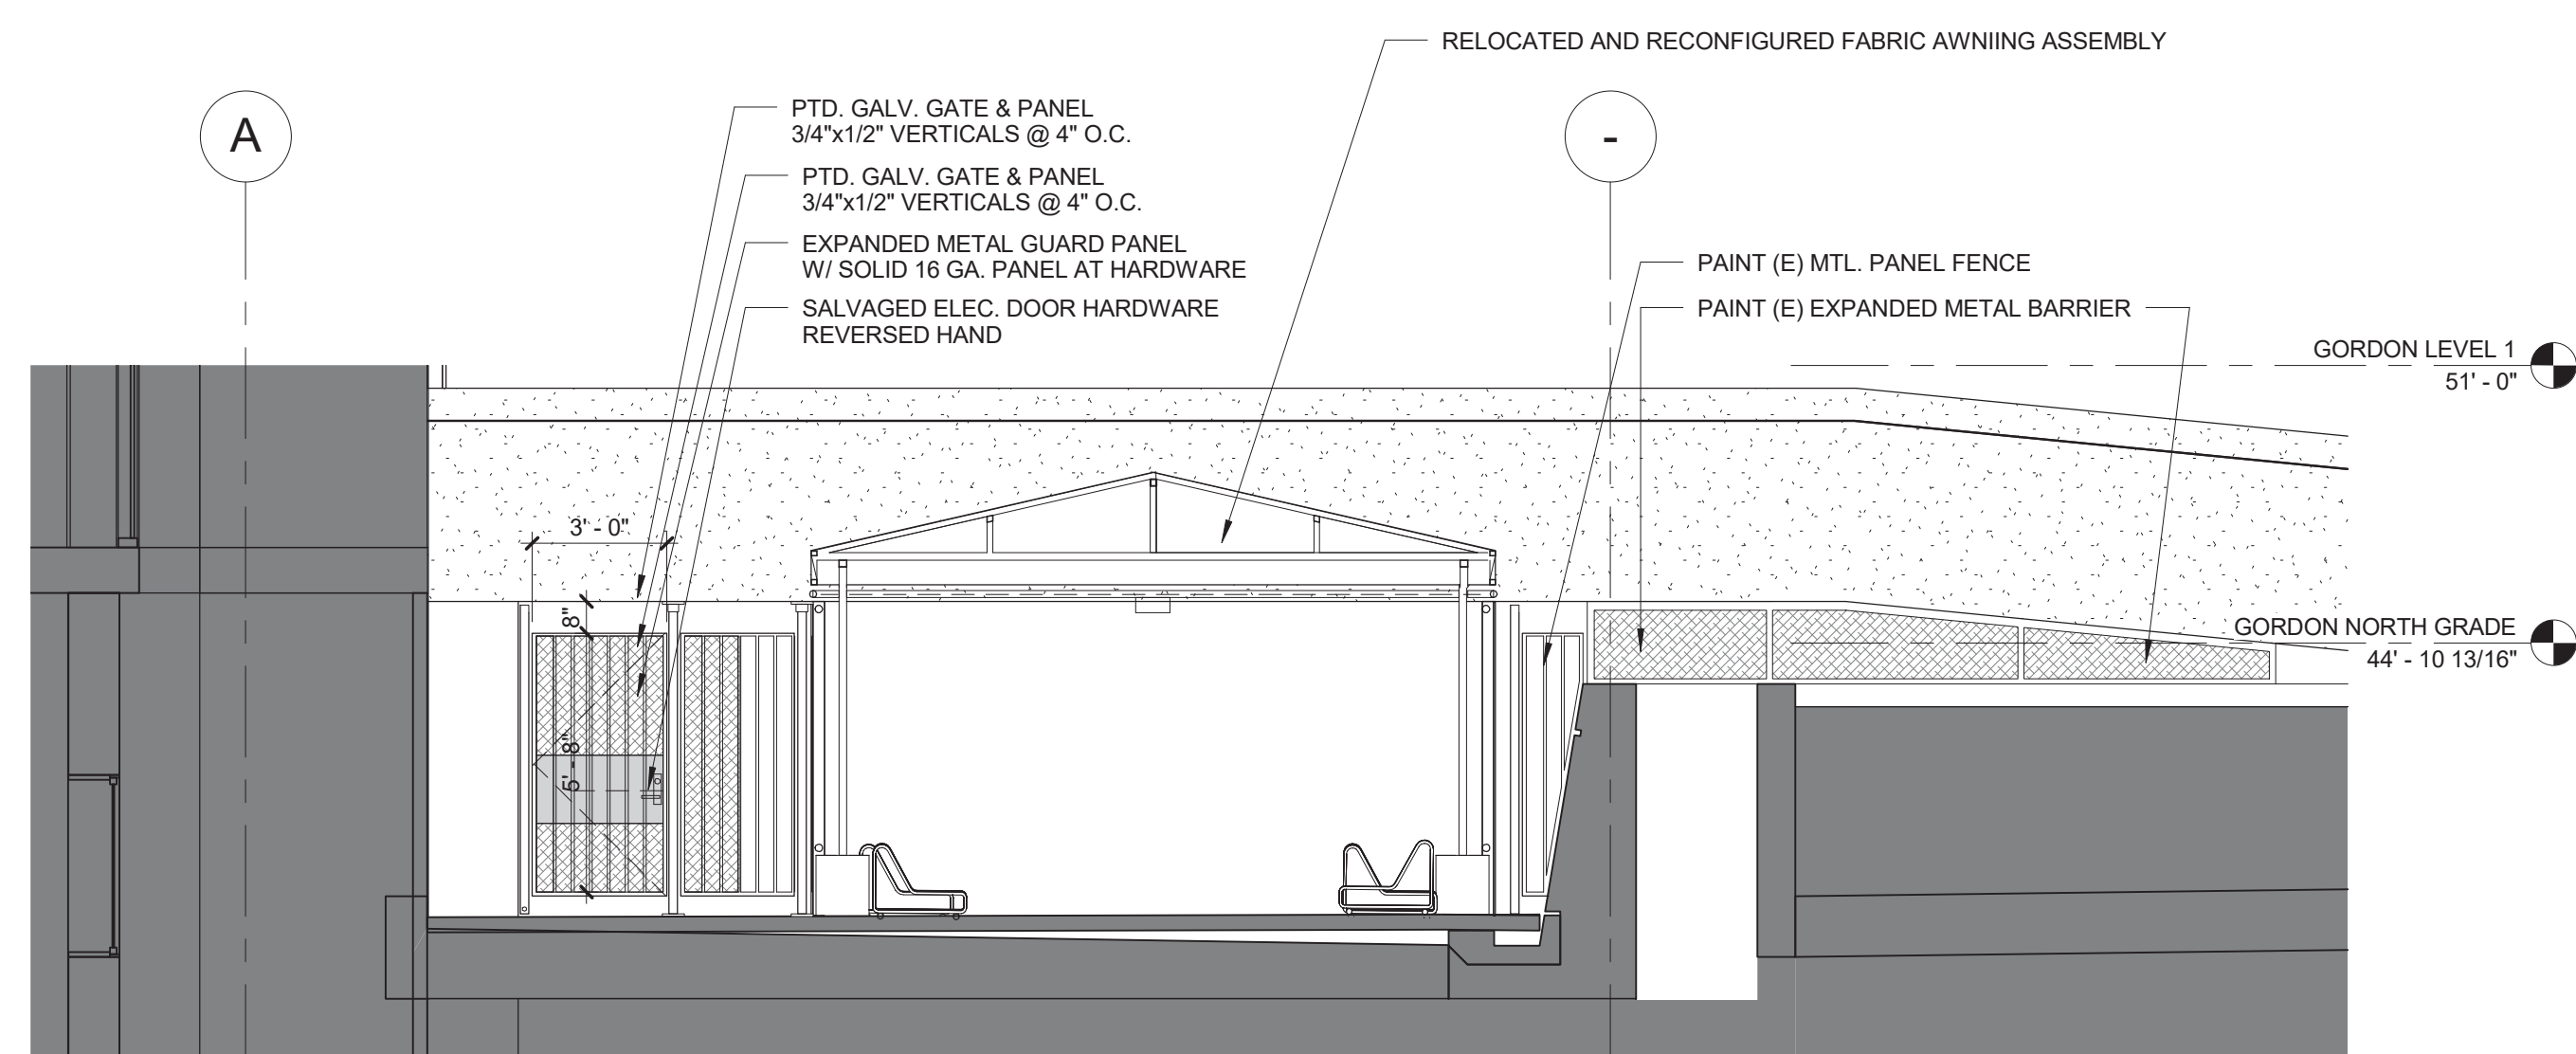 RELOCATED AND RECONFIGURED FABRIC AWNIING ASSEMBLY
A
PTD. GALV. GATE & PANEL
3/4"x1/2" VERTICALS @ 4" O.C.
-
PTD. GALV. GATE & PANEL
3/4"x1/2" VERTICALS @ 4" O.C.
EXPANDED METAL GUARD PANEL
W/ SOLID 16 GA. PANEL AT HARDWARE
PAINT (E) MTL. PANEL FENCE
SALVAGED ELEC. DOOR HARDWARE
REVERSED HAND
PAINT (E) EXPANDED METAL BARRIER
GORDON LEVEL 1
51' - 0"
3' - 0"
8"
GORDON NORTH GRADE
44' - 10 13/16"
5' - 8"